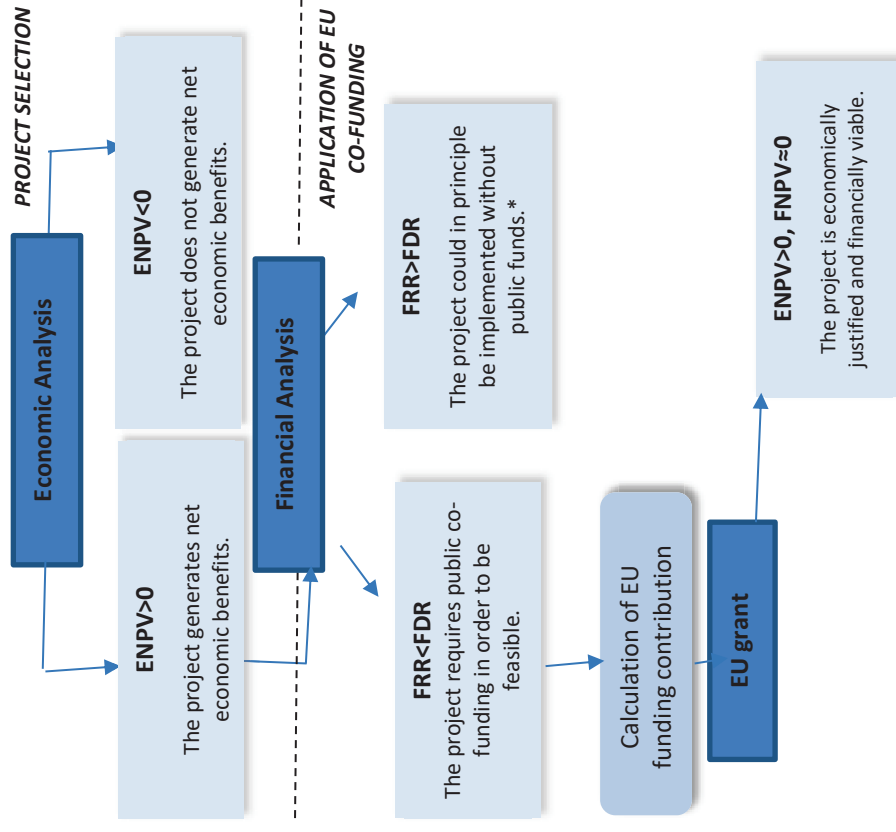 PROJECT SELECTION
Economic Analysis
ENPV>0
The project generates net
economic benefits.
ENPV<0
The project does not generate net
economic benefits.
Financial Analysis
APPLICATION OF EU
CO-FUNDING
FRR<FDR
The project requires public co-
funding in order to be
feasible.
FRR>FDR
The project could in principle
be implemented without
public funds.*
Calculation of EU
funding contribution
EU grant
ENPV>0, FNPV≈0
The project is economically
justified and financially viable.